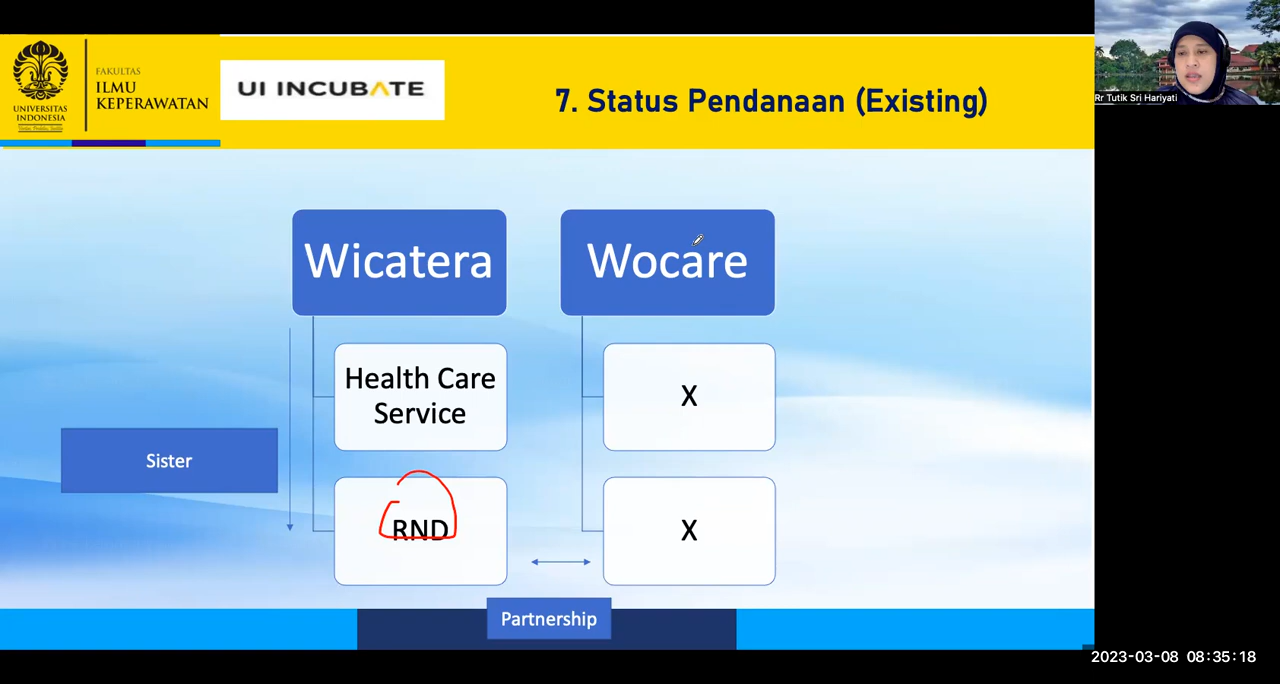 UNIVERSITAS
INDONESIA
FAKULTAS
ILMU
KEPERAWATAN
UI INCUBATE
7. Status Pendanaan (Existing)
Rr Tutik Sri Hariyati
Wicatera
Wocare
Health Care
Service
X
Sister
RND
X
Partnership
2023-03-08 08:35:18